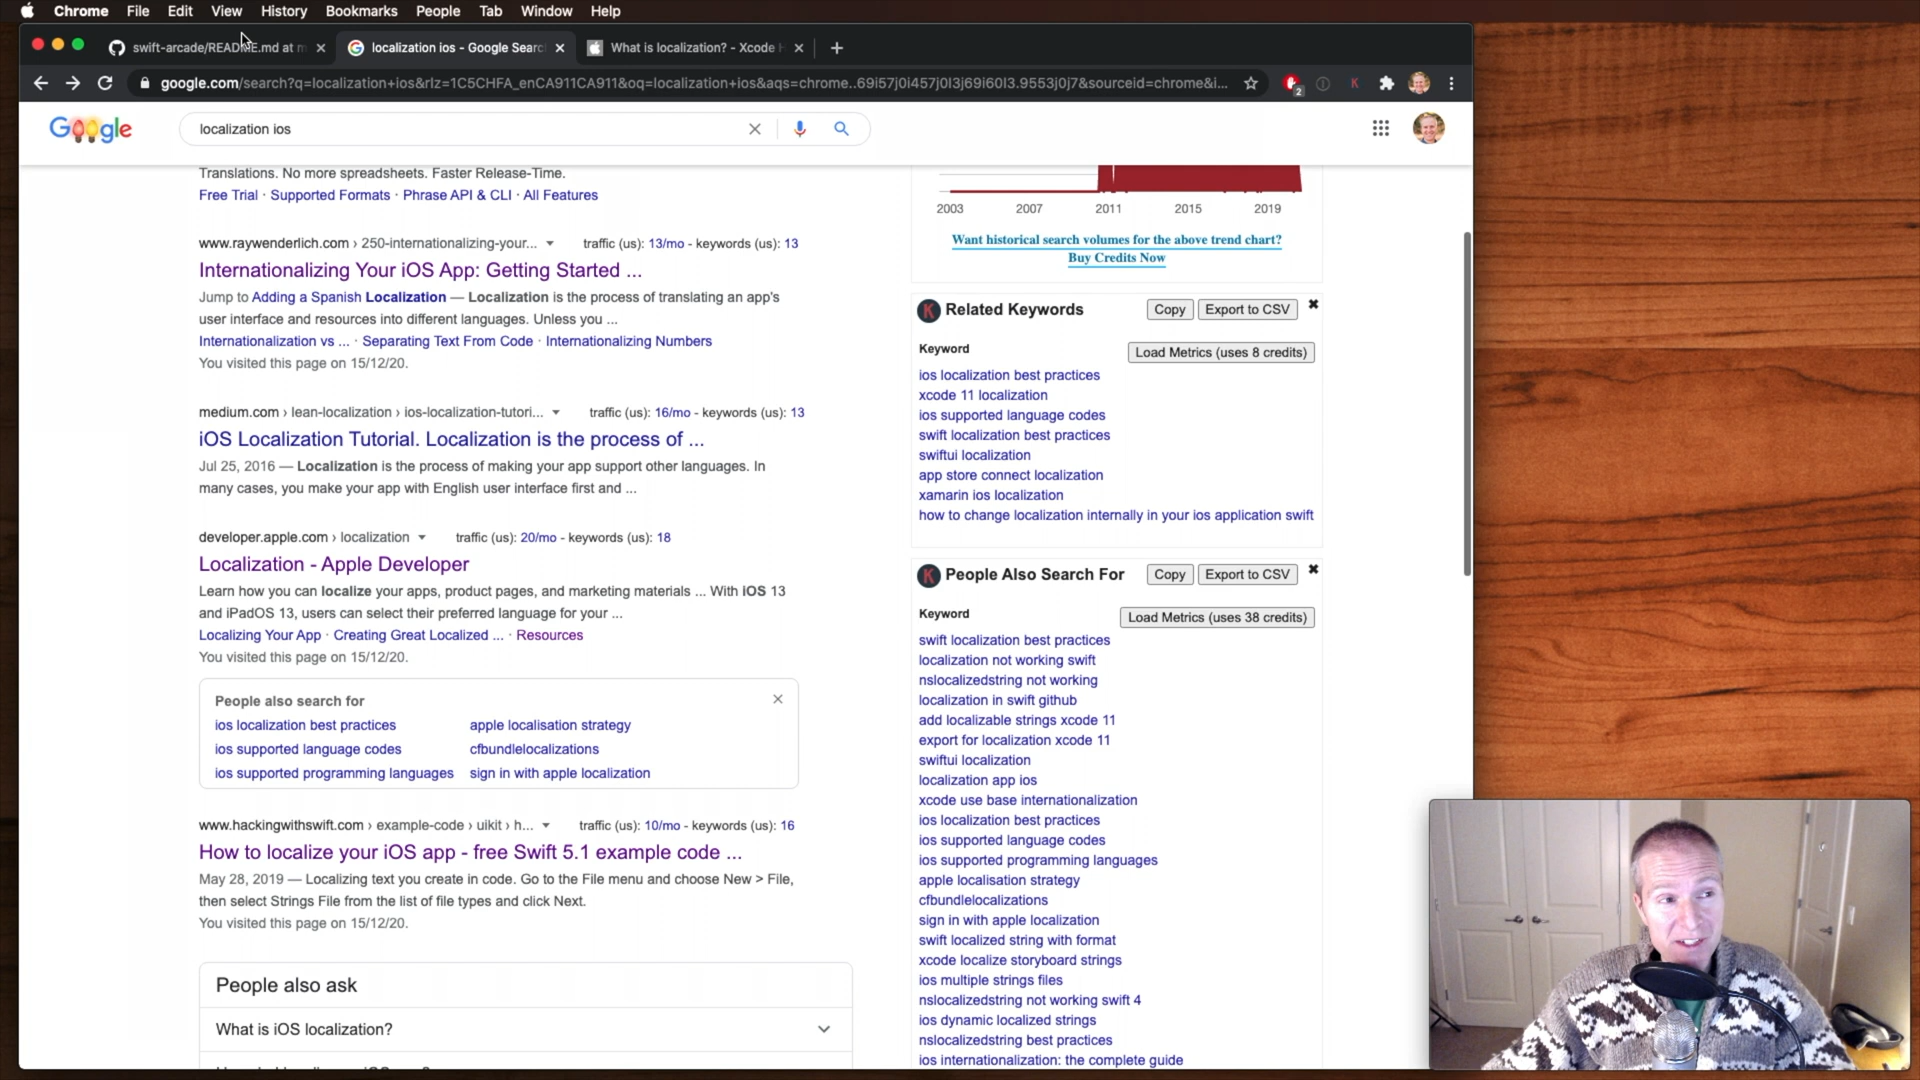 Chrome File Edit View History Bookmarks People Tab Window Help
swift-arcade/README.md at m
localization ios - Google Searc
What is localization? - Xcode H
google.com/search?q=localization+ios&rlz=1C5CHFA_enCA911CA911&oq=localization+ios&aqs=chrome..69i57j0i457j0l3j69i60l3.9553j0j7&sourceid=chrome&i...
2
K
Google
localization ios
Translations. No more spreadsheets. Faster Release-Time.
Free Trial · Supported Formats · Phrase API & CLI · All Features
www.raywenderlich.com › 250-internationalizing-your... traffic (us): 13/mo - keywords (us): 13
Internationalizing Your iOS App: Getting Started ...
Jump to Adding a Spanish Localization — Localization is the process of translating an app's
user interface and resources into different languages. Unless you ...
Internationalization vs ... · Separating Text From Code · Internationalizing Numbers
You visited this page on 15/12/20.
medium.com › lean-localization › ios-localization-tutori... traffic (us): 16/mo - keywords (us): 13
iOS Localization Tutorial. Localization is the process of ...
Jul 25, 2016 — Localization is the process of making your app support other languages. In
many cases, you make your app with English user interface first and ...
developer.apple.com › localization traffic (us): 20/mo - keywords (us): 18
Localization - Apple Developer
Learn how you can localize your apps, product pages, and marketing materials ... With iOS 13
and iPadOS 13, users can select their preferred language for your ...
Localizing Your App · Creating Great Localized ... · Resources
You visited this page on 15/12/20.
People also search for
ios localization best practices apple localisation strategy
ios supported language codes cfbundlelocalizations
ios supported programming languages sign in with apple localization
www.hackingwithswift.com › example-code › uikit › h... traffic (us): 10/mo - keywords (us): 16
How to localize your iOS app - free Swift 5.1 example code ...
May 28, 2019 — Localizing text you create in code. Go to the File menu and choose New > File,
then select Strings File from the list of file types and click Next.
You visited this page on 15/12/20.
People also ask
What is iOS localization?
2003 2007 2011 2015 2019
Want historical search volumes for the above trend chart?
Buy Credits Now
K Related Keywords Copy Export to CSV
Keyword Load Metrics (uses 8 credits)
ios localization best practices
xcode 11 localization
ios supported language codes
swift localization best practices
swiftui localization
app store connect localization
xamarin ios localization
how to change localization internally in your ios application swift
K People Also Search For Copy Export to CSV
Keyword Load Metrics (uses 38 credits)
swift localization best practices
localization not working swift
nslocalizedstring not working
localization in swift github
add localizable strings xcode 11
export for localization xcode 11
swiftui localization
localization app ios
xcode use base internationalization
ios localization best practices
ios supported language codes
ios supported programming languages
apple localisation strategy
cfbundlelocalizations
sign in with apple localization
swift localized string with format
xcode localize storyboard strings
ios multiple strings files
nslocalizedstring not working swift 4
ios dynamic localized strings
nslocalizedstring best practices
ios internationalization: the complete guide